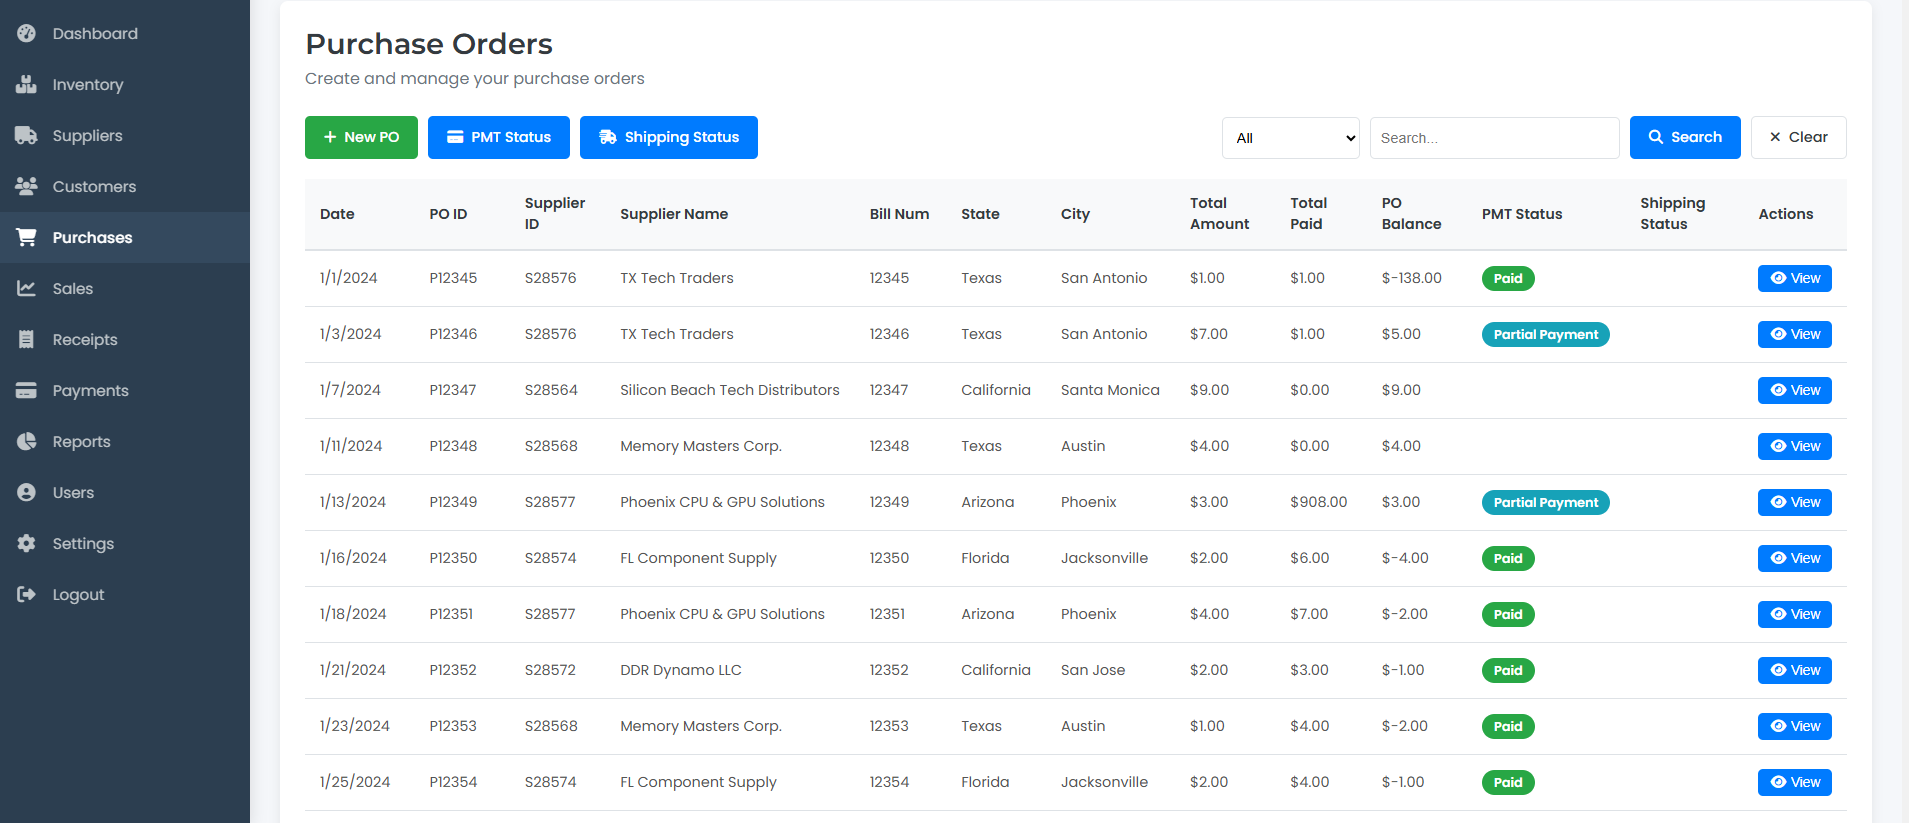 Dashboard
Inventory
Suppliers
Customers
Purchases
Sales
Receipts
Payments
Reports
Users
Settings
Logout
Purchase Orders
Create and manage your purchase orders
New PO PMT Status Shipping Status All Search... Search Clear
Date PO ID Supplier ID Supplier Name Bill Num State City Total Amount Total Paid PO Balance PMT Status Shipping Status Actions
1/1/2024 P12345 S28576 TX Tech Traders 12345 Texas San Antonio $1.00 $1.00 $-138.00 Paid View
1/3/2024 P12346 S28576 TX Tech Traders 12346 Texas San Antonio $7.00 $1.00 $5.00 Partial Payment View
1/7/2024 P12347 S28564 Silicon Beach Tech Distributors 12347 California Santa Monica $9.00 $0.00 $9.00 View
1/11/2024 P12348 S28568 Memory Masters Corp. 12348 Texas Austin $4.00 $0.00 $4.00 View
1/13/2024 P12349 S28577 Phoenix CPU & GPU Solutions 12349 Arizona Phoenix $3.00 $908.00 $3.00 Partial Payment View
1/16/2024 P12350 S28574 FL Component Supply 12350 Florida Jacksonville $2.00 $6.00 $-4.00 Paid View
1/18/2024 P12351 S28577 Phoenix CPU & GPU Solutions 12351 Arizona Phoenix $4.00 $7.00 $-2.00 Paid View
1/21/2024 P12352 S28572 DDR Dynamo LLC 12352 California San Jose $2.00 $3.00 $-1.00 Paid View
1/23/2024 P12353 S28568 Memory Masters Corp. 12353 Texas Austin $1.00 $4.00 $-2.00 Paid View
1/25/2024 P12354 S28574 FL Component Supply 12354 Florida Jacksonville $2.00 $4.00 $-1.00 Paid View